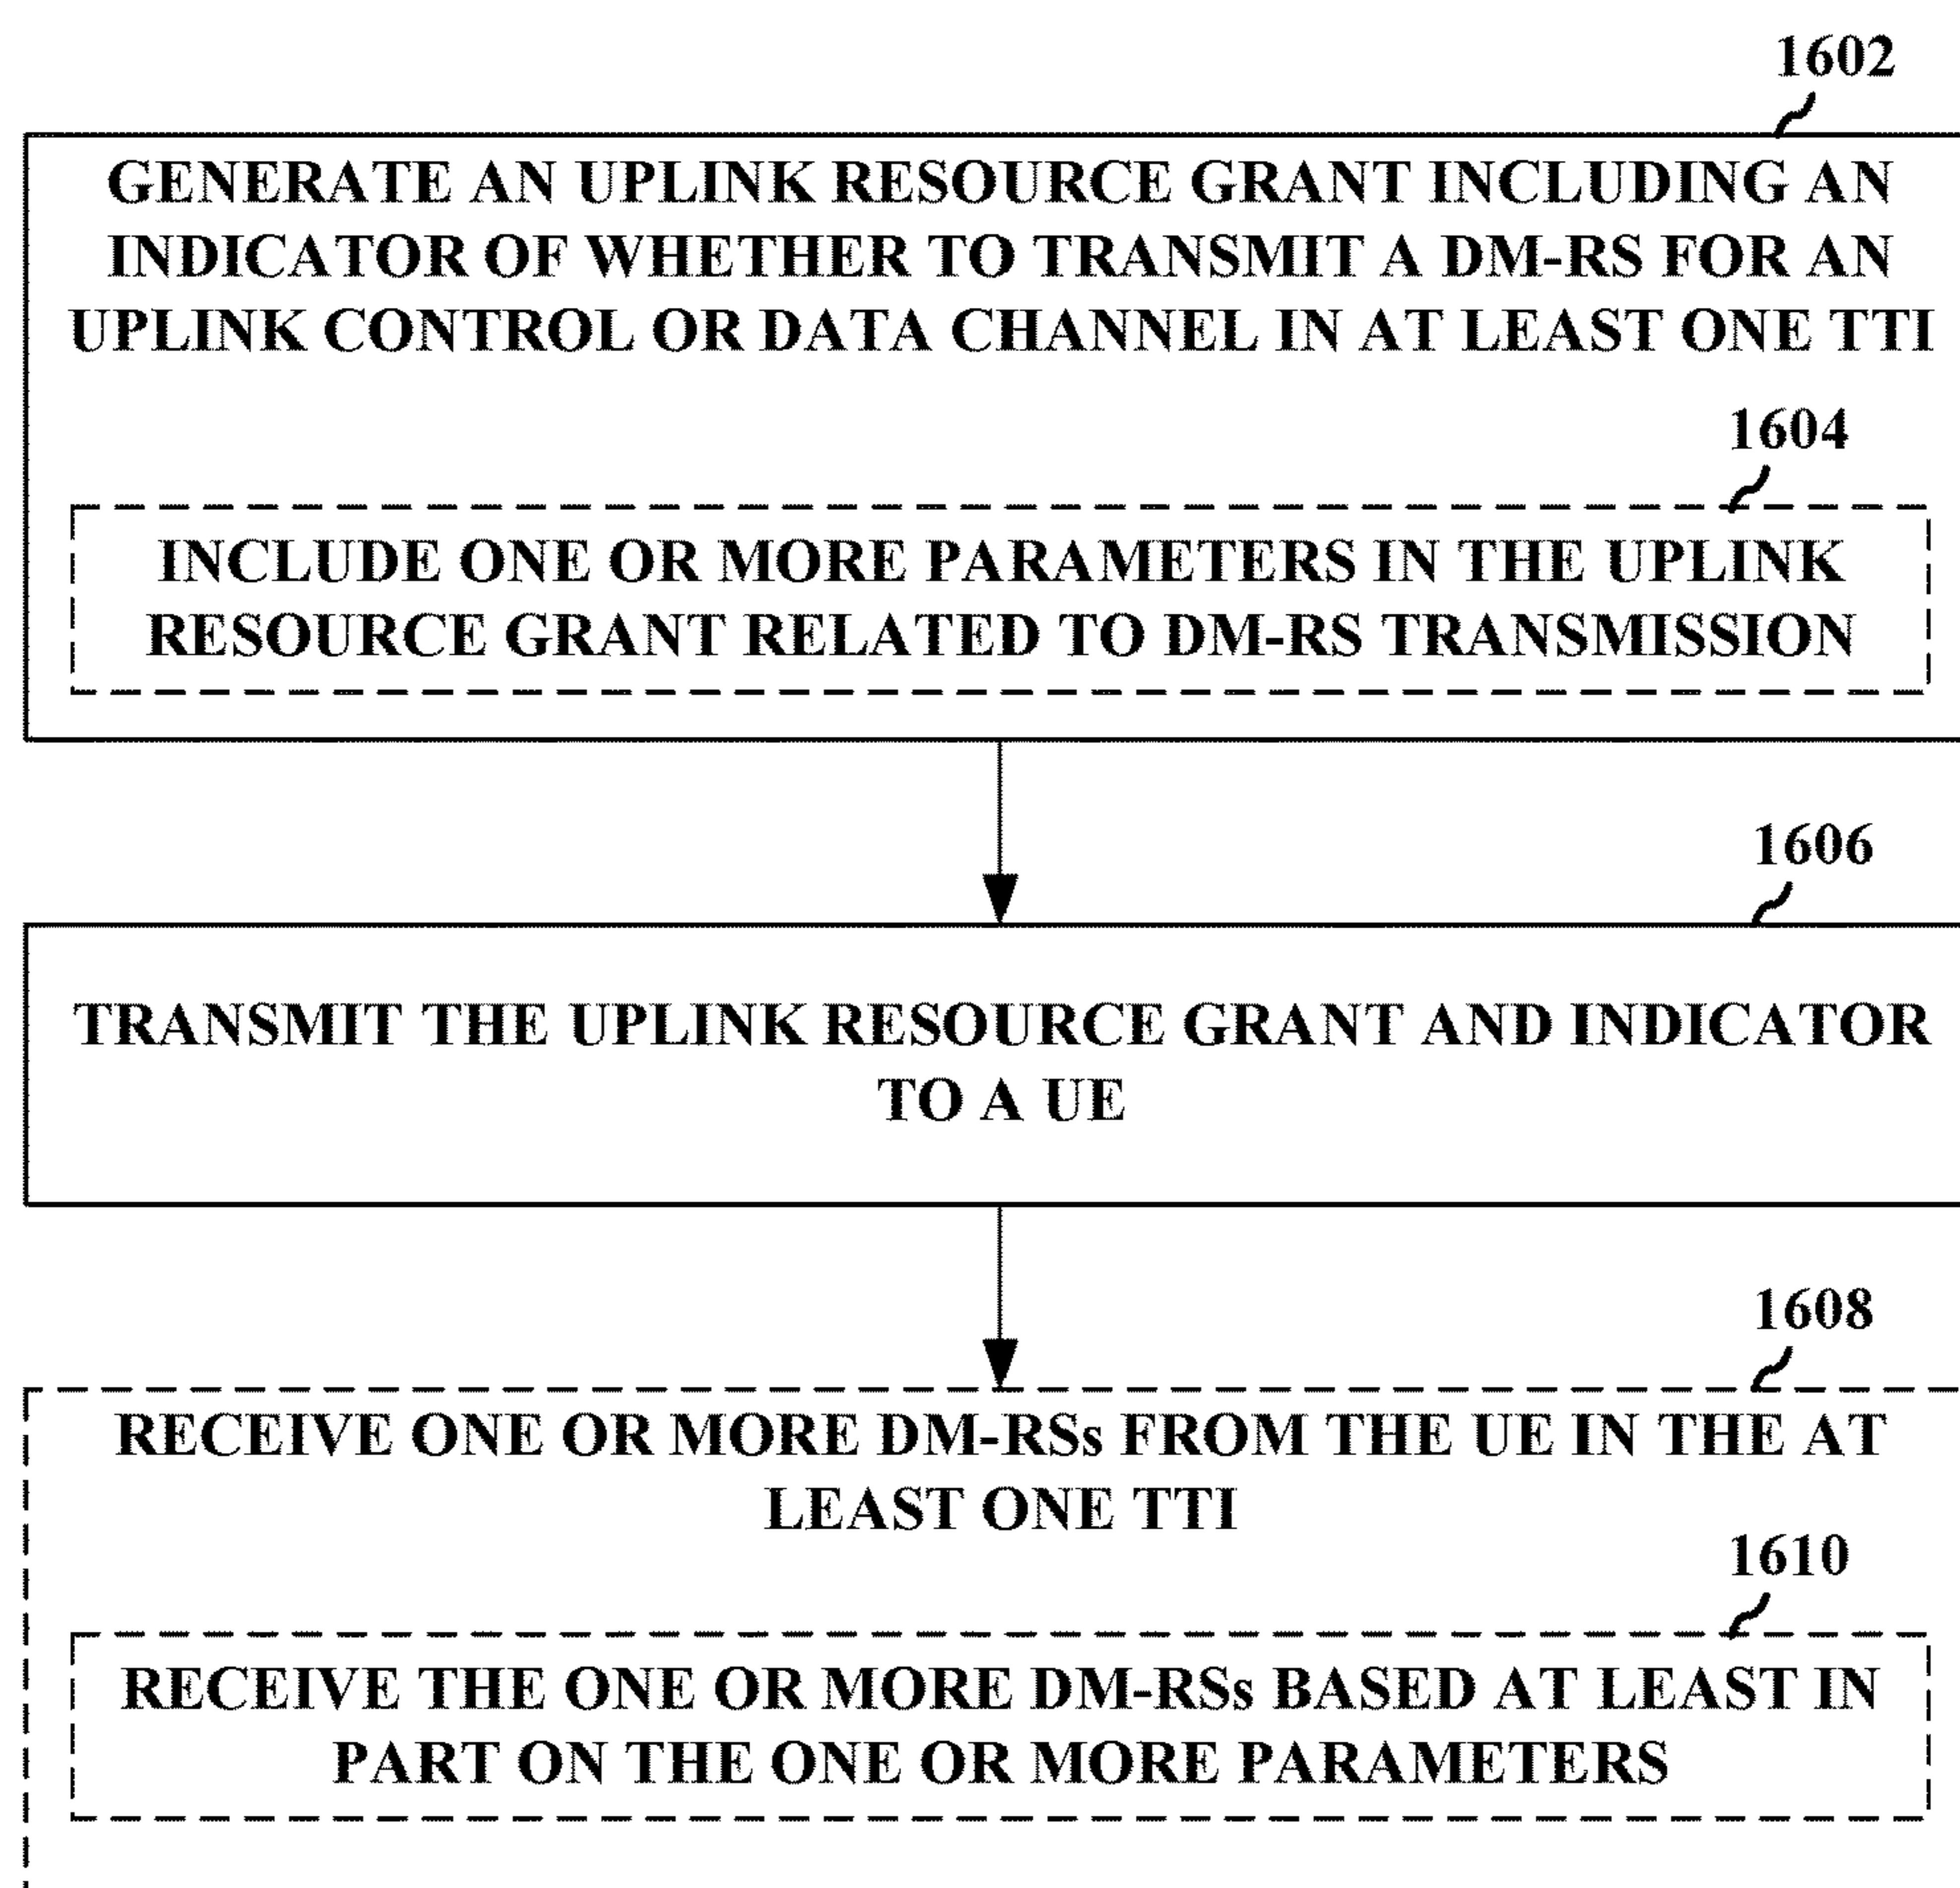 1602
GENERATE AN UPLINK RESOURCE GRANT INCLUDING AN
INDICATOR OF WHETHER TO TRANSMIT A DM-RS FOR AN
UPLINK CONTROL OR DATA CHANNEL IN AT LEAST ONE TTI
1604
INCLUDE ONE OR MORE PARAMETERS IN THE UPLINK
RESOURCE GRANT RELATED TO DM-RS TRANSMISSION
1606
TRANSMIT THE UPLINK RESOURCE GRANT AND INDICATOR
TO A UE
1608
RECEIVE ONE OR MORE DM-RSs FROM THE UE IN THE AT
LEAST ONE TTI
1610
RECEIVE THE ONE OR MORE DM-RSs BASED AT LEAST IN
PART ON THE ONE OR MORE PARAMETERS